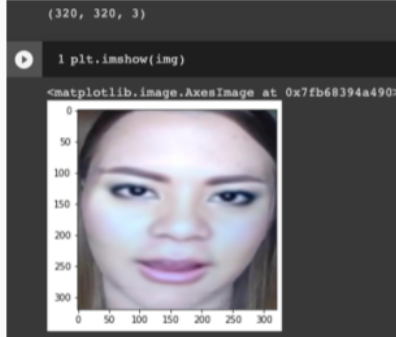 (320, 320, 3)
1 plt.imshow(img)
<matplotlib.image.AxesImage at 0x7fb68394a490>
0
50
100
150
200
250
300
0 50 100 150 200 250 300